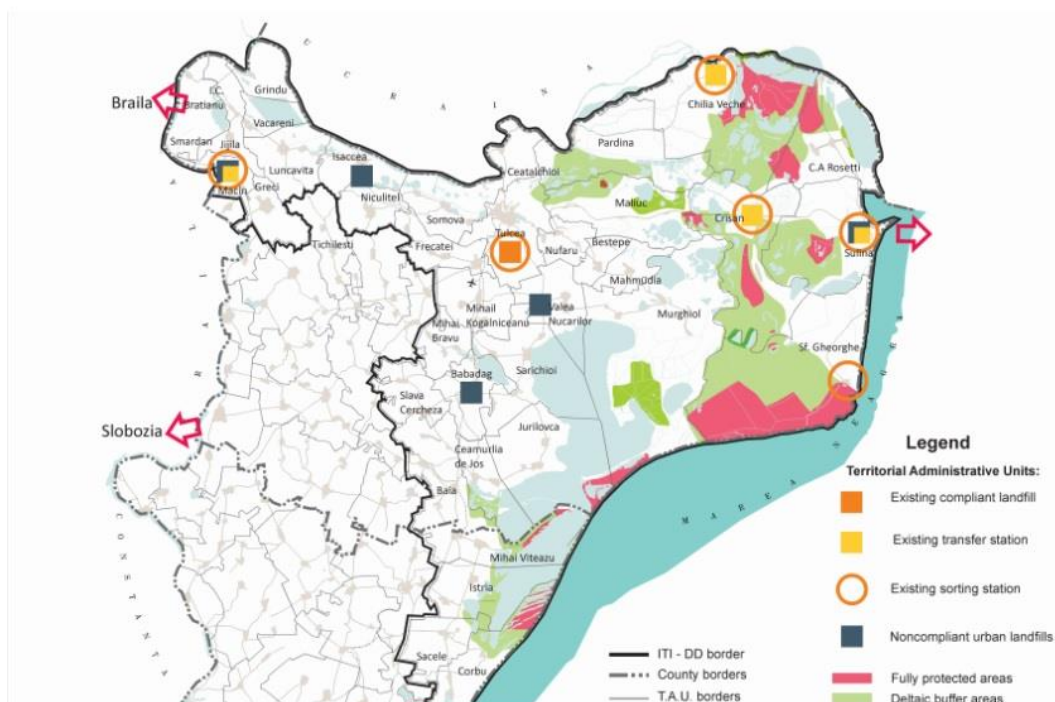 U C R A I N A
Braila
I.C.
Bratianu
Grindu
Vacareni
Smardan
Jijila
Macin
Greci
Luncavita
Isaccea
Niculitel
Tichilesti
Somova
Frecatei
Tulcea
Nufaru
Mihail
Kogalniceanu
Mihai
Bravu
Valea
Nucarilor
Babadag
Sarichioi
Slava
Cercheza
Jurilovca
Ceamurlia
de Jos
Baia
Mihai Viteazu
Istria
Sacele
Corbu
Chilia Veche
Pardina
Ceatalchioi
C.A Rosetti
Maliuc
Crisan
Bestepe
Mahmudia
Murghiol
Sulina
Sf. Gheorghe
Slobozia
C O N S T A N T A
M A R E A
Legend
Territorial Administrative Units:
Existing compliant landfill
Existing transfer station
Existing sorting station
Noncompliant urban landfills
Fully protected areas
Deltaic buffer areas
ITI - DD border
County borders
T.A.U. borders